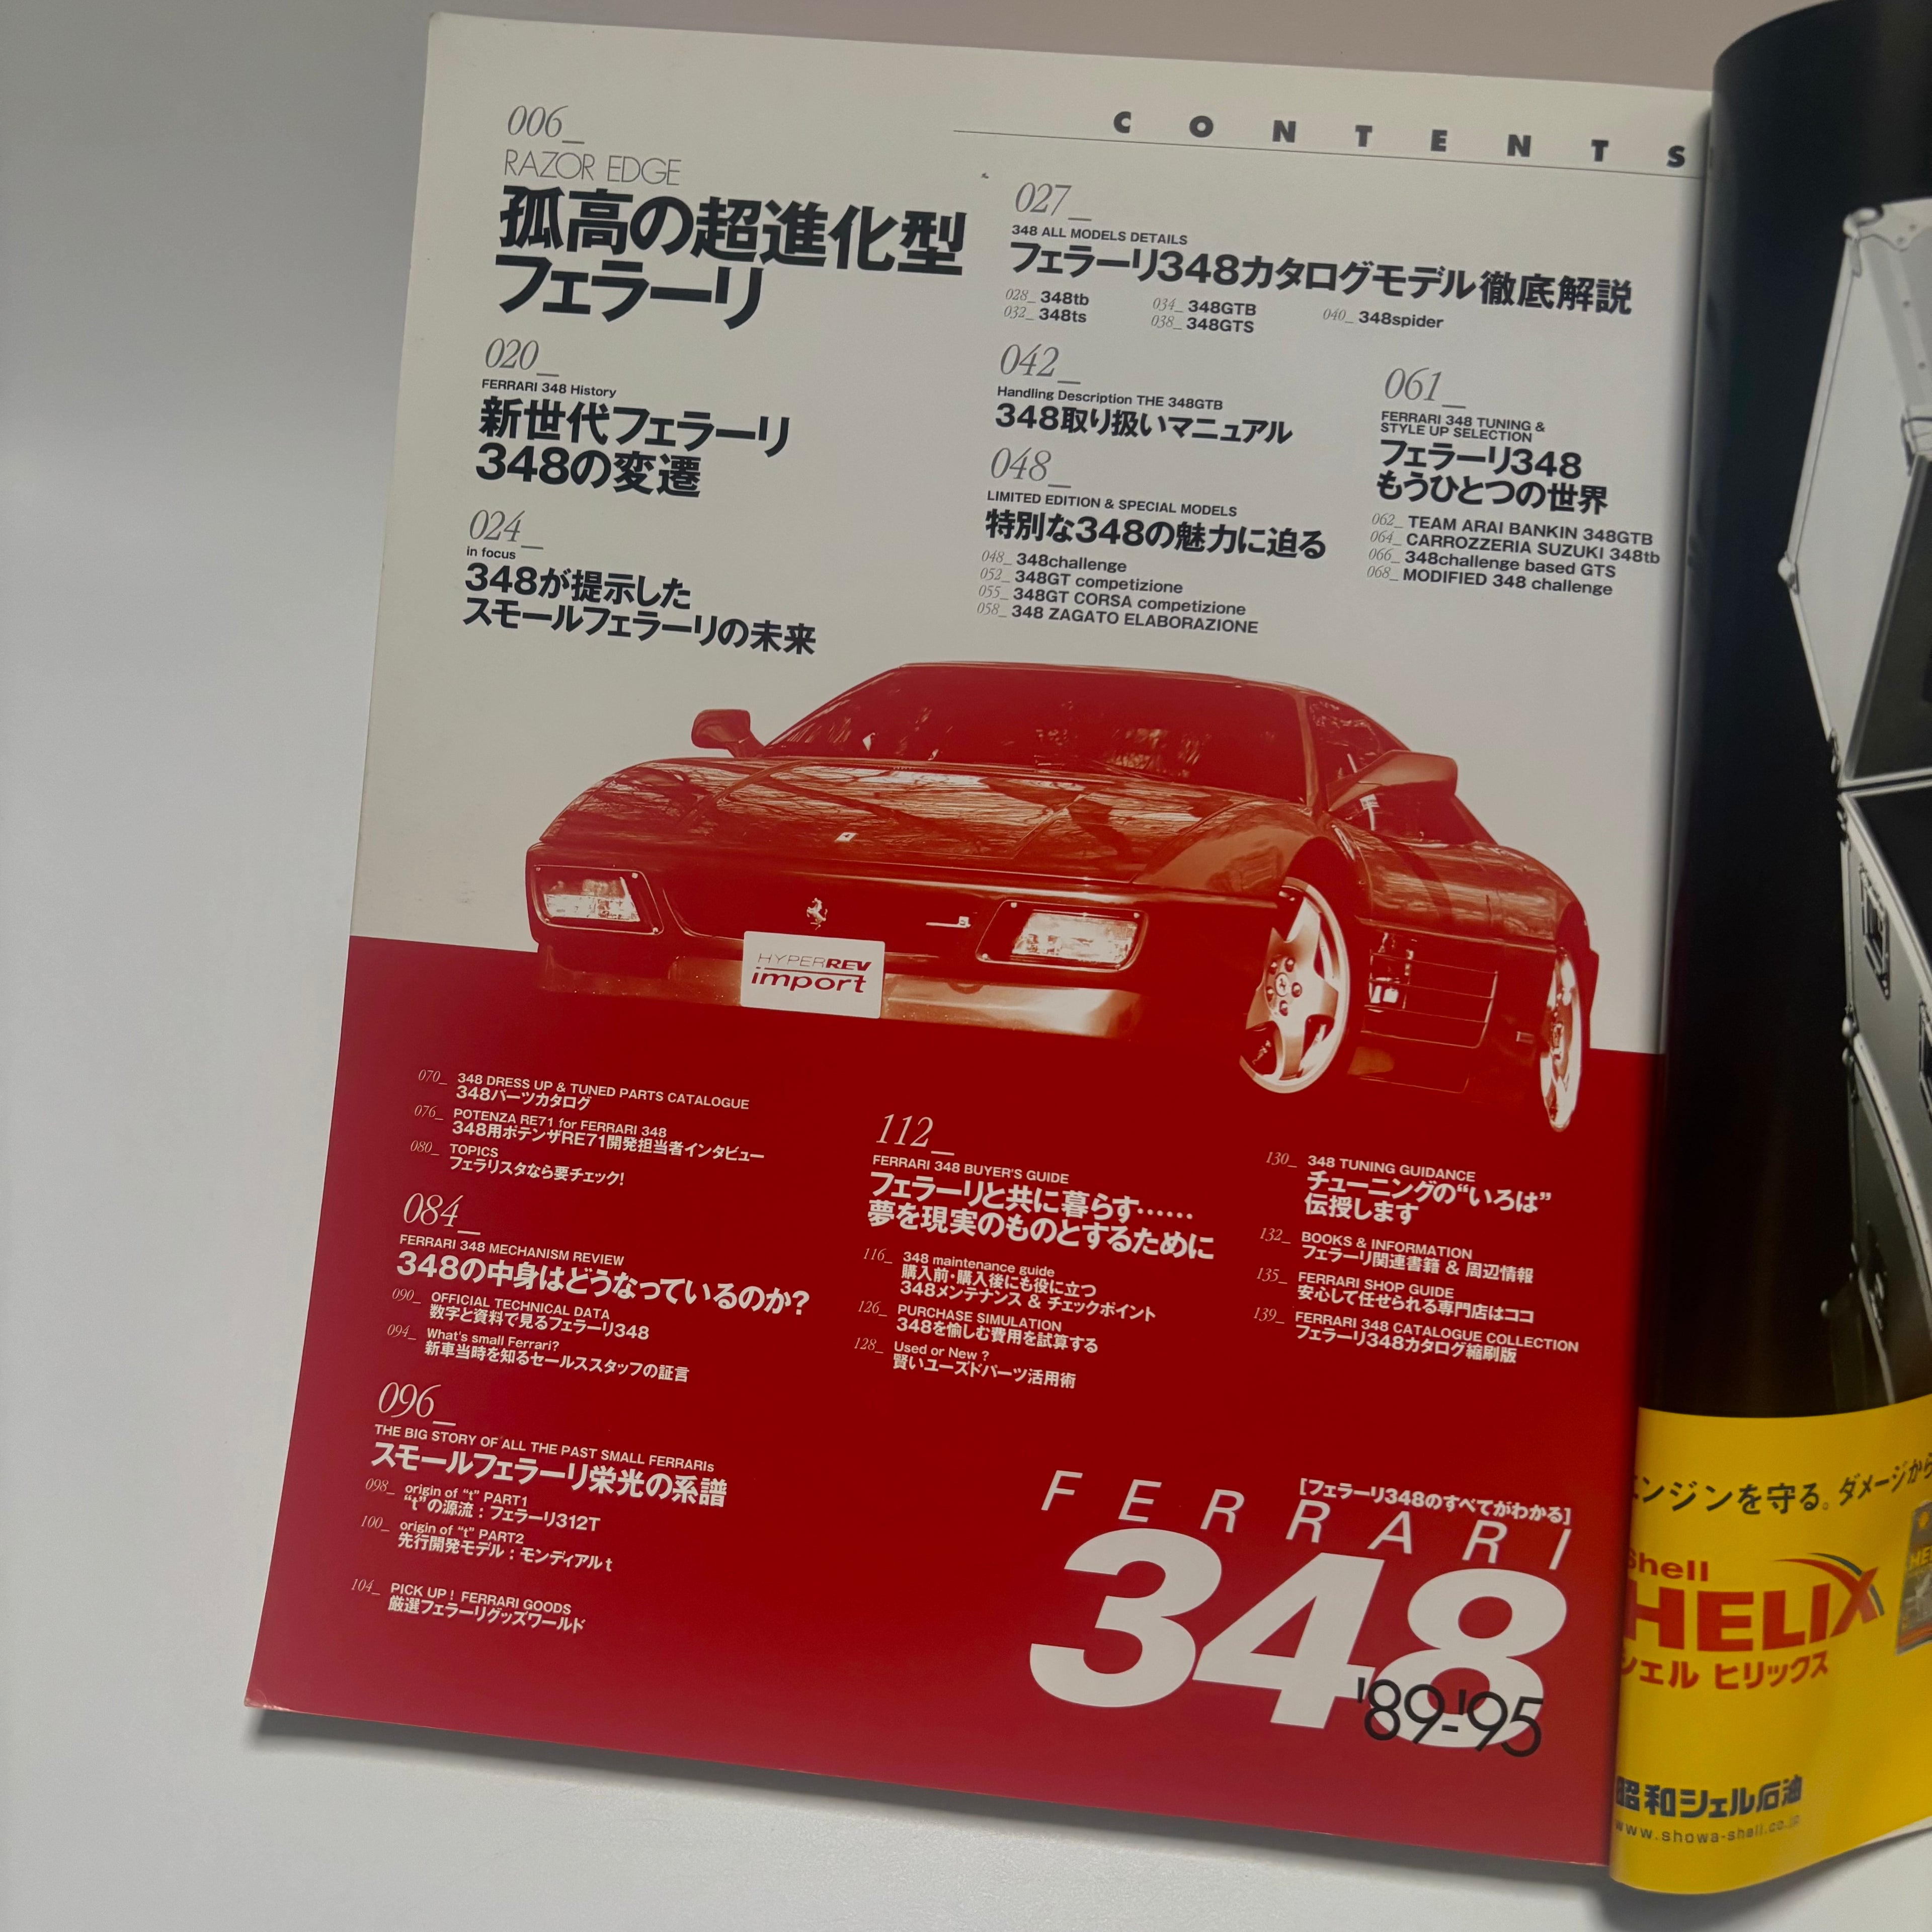 CONTENTS
006_
RAZOR EDGE
孤高の超進化型
フェラーリ
020_
FERRARI 348 History
新世代フェラーリ
348の変遷
024_
in focus
348が提示した
スモールフェラーリの未来
027_
348 ALL MODELS DETAILS
フェラーリ348カタログモデル徹底解説
028_ 348tb
032_ 348ts
034_ 348GTB
038_ 348GTS
040_ 348spider
042_
Handling Description THE 348GTB
348取り扱いマニュアル
048_
LIMITED EDITION & SPECIAL MODELS
特別な348の魅力に迫る
048_ 348challenge
052_ 348GT competizione
055_ 348GT CORSA competizione
058_ 348 ZAGATO ELABORAZIONE
061_
FERRARI 348 TUNING &
STYLE UP SELECTION
フェラーリ348
もうひとつの世界
062_ TEAM ARAI BANKIN 348GTB
064_ CARROZZERIA SUZUKI 348tb
066_ 348challenge based GTS
068_ MODIFIED 348 challenge
HYPERREV
import
070_ 348 DRESS UP & TUNED PARTS CATALOGUE
348パーツカタログ
076_ POTENZA RE71 for FERRARI 348
348用ポテンザRE71開発担当者インタビュー
080_ TOPICS
フェラリスタなら要チェック!
084_
FERRARI 348 MECHANISM REVIEW
348の中身はどうなっているのか?
090_ OFFICIAL TECHNICAL DATA
数字と資料で見るフェラーリ348
094_ What's small Ferrari?
新車当時を知るセールススタッフの証言
096_
THE BIG STORY OF ALL THE PAST SMALL FERRARIs
スモールフェラーリ栄光の系譜
098_ origin of "t" PART1
"t"の源流：フェラーリ312T
100_ origin of "t" PART2
先行開発モデル：モンディアルt
104_ PICK UP! FERRARI GOODS
厳選フェラーリグッズワールド
112_
FERRARI 348 BUYER'S GUIDE
フェラーリと共に暮らす……
夢を現実のものとするために
116_ 348 maintenance guide
購入前・購入後にも役に立つ
348メンテナンス & チェックポイント
126_ PURCHASE SIMULATION
348を愉しむ費用を試算する
128_ Used or New ?
賢いユーズドパーツ活用術
130_ 348 TUNING GUIDANCE
チューニングの"いろは"
伝授します
132_ BOOKS & INFORMATION
フェラーリ関連書籍 & 周辺情報
135_ FERRARI SHOP GUIDE
安心して任せられる専門店はココ
139_ FERRARI 348 CATALOGUE COLLECTION
フェラーリ348カタログ縮刷版
[フェラーリ348のすべてがわかる]
FERRARI
348
'89-'95
エンジンを守る。ダメージから
Shell
HELIX
シェル ヒリックス
昭和シェル石油
www.showa-shell.co.jp